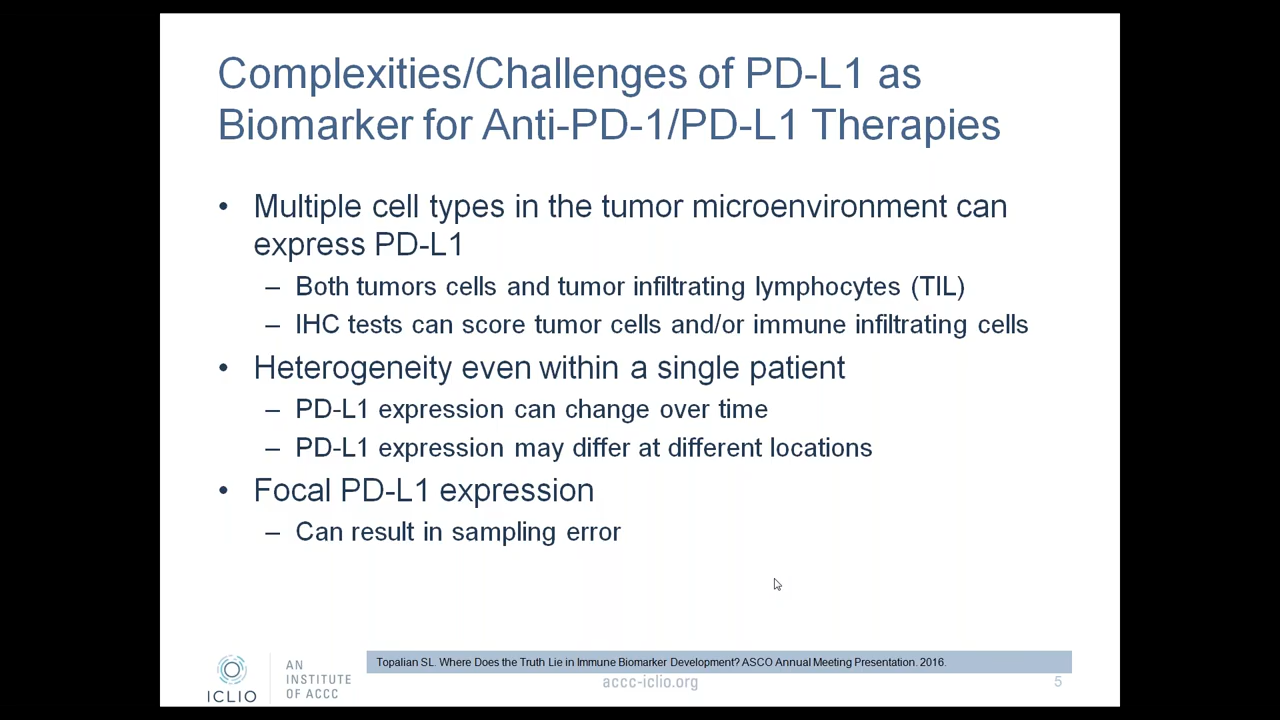 Complexities/Challenges of PD-L1 as
Biomarker for Anti-PD-1/PD-L1 Therapies
• Multiple cell types in the tumor microenvironment can
express PD-L1
– Both tumors cells and tumor infiltrating lymphocytes (TIL)
– IHC tests can score tumor cells and/or immune infiltrating cells
• Heterogeneity even within a single patient
– PD-L1 expression can change over time
– PD-L1 expression may differ at different locations
• Focal PD-L1 expression
– Can result in sampling error
ICLIO
AN
INSTITUTE
OF ACCC
Topalian SL. Where Does the Truth Lie in Immune Biomarker Development? ASCO Annual Meeting Presentation. 2016.
accc-iclio.org
5